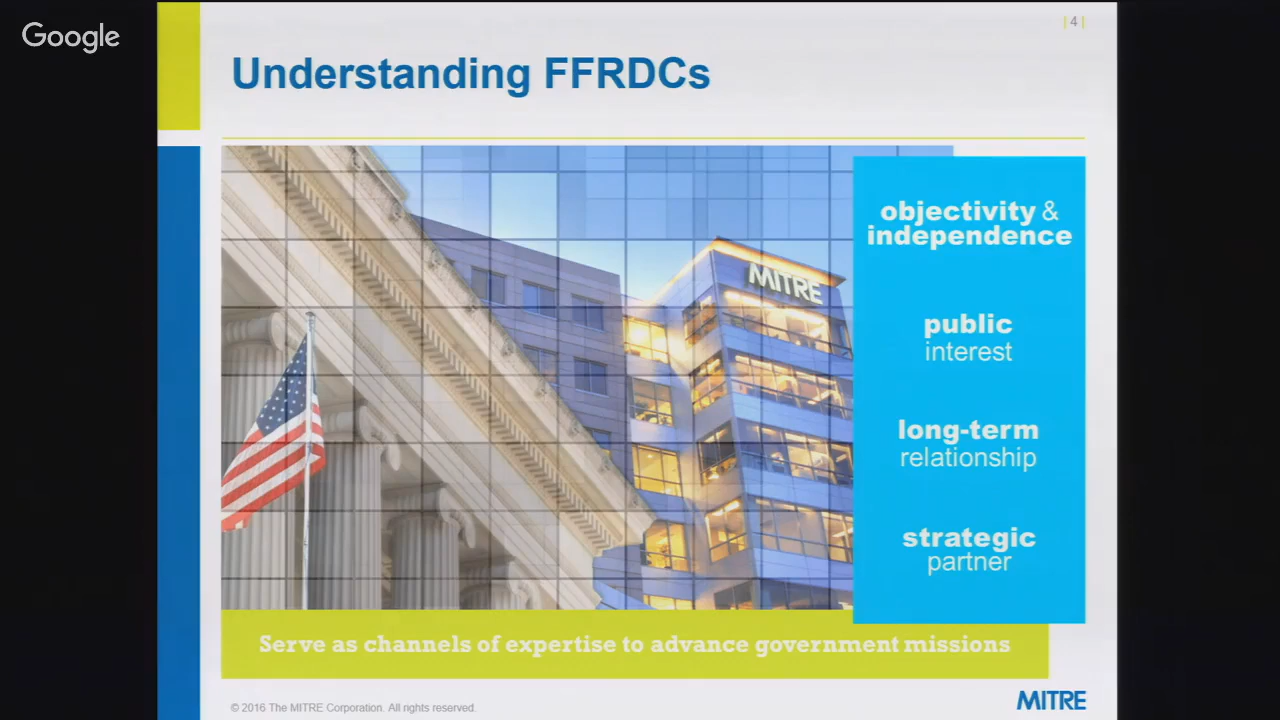 Google
| 4 |
Understanding FFRDCs
MITRE
objectivity &
independence
public
interest
long-term
relationship
strategic
partner
Serve as channels of expertise to advance government missions
© 2016 The MITRE Corporation. All rights reserved.
MITRE